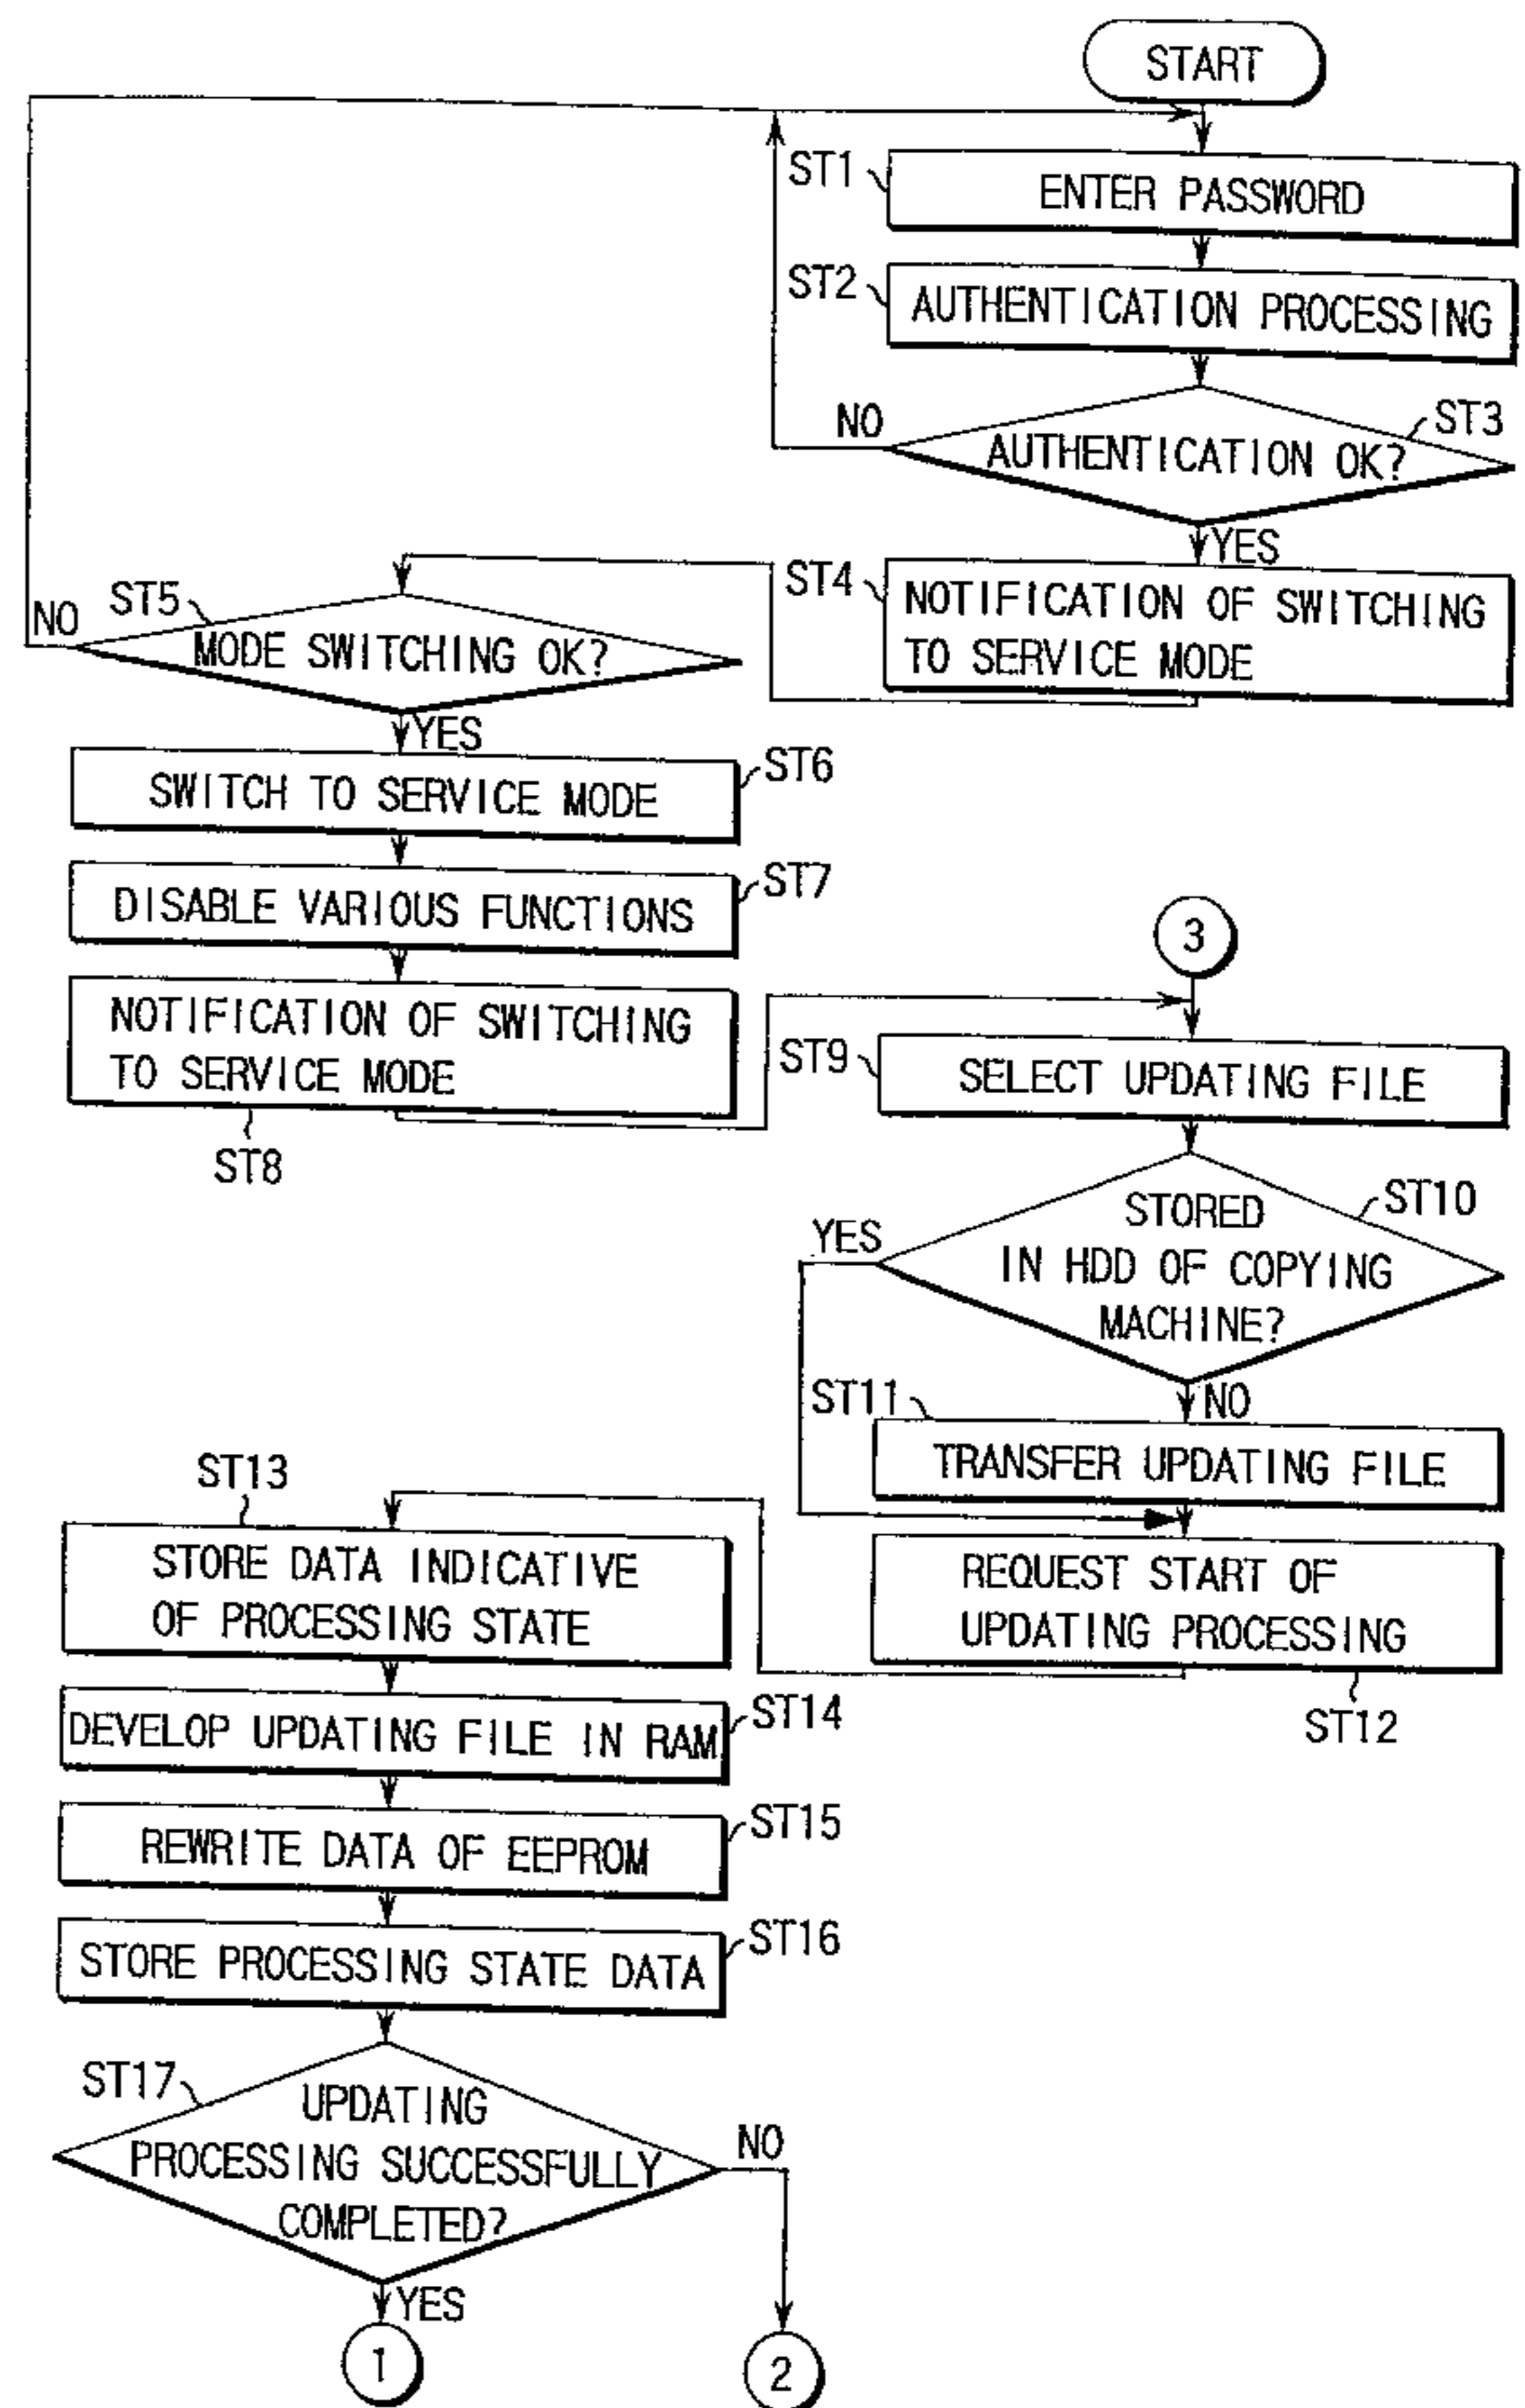 START
ST1
ENTER PASSWORD
ST2
AUTHENTICATION PROCESSING
NO
ST3
AUTHENTICATION OK?
YES
ST4
NOTIFICATION OF SWITCHING
TO SERVICE MODE
NO
ST5
MODE SWITCHING OK?
YES
ST6
SWITCH TO SERVICE MODE
ST7
DISABLE VARIOUS FUNCTIONS
NOTIFICATION OF SWITCHING
TO SERVICE MODE
ST8
3
ST9
SELECT UPDATING FILE
ST10
STORED
IN HDD OF COPYING
MACHINE?
YES
NO
ST11
TRANSFER UPDATING FILE
REQUEST START OF
UPDATING PROCESSING
ST12
ST13
STORE DATA INDICATIVE
OF PROCESSING STATE
DEVELOP UPDATING FILE IN RAM
ST14
REWRITE DATA OF EEPROM
ST15
STORE PROCESSING STATE DATA
ST16
ST17
UPDATING
PROCESSING SUCCESSFULLY
COMPLETED?
NO
YES
1
2